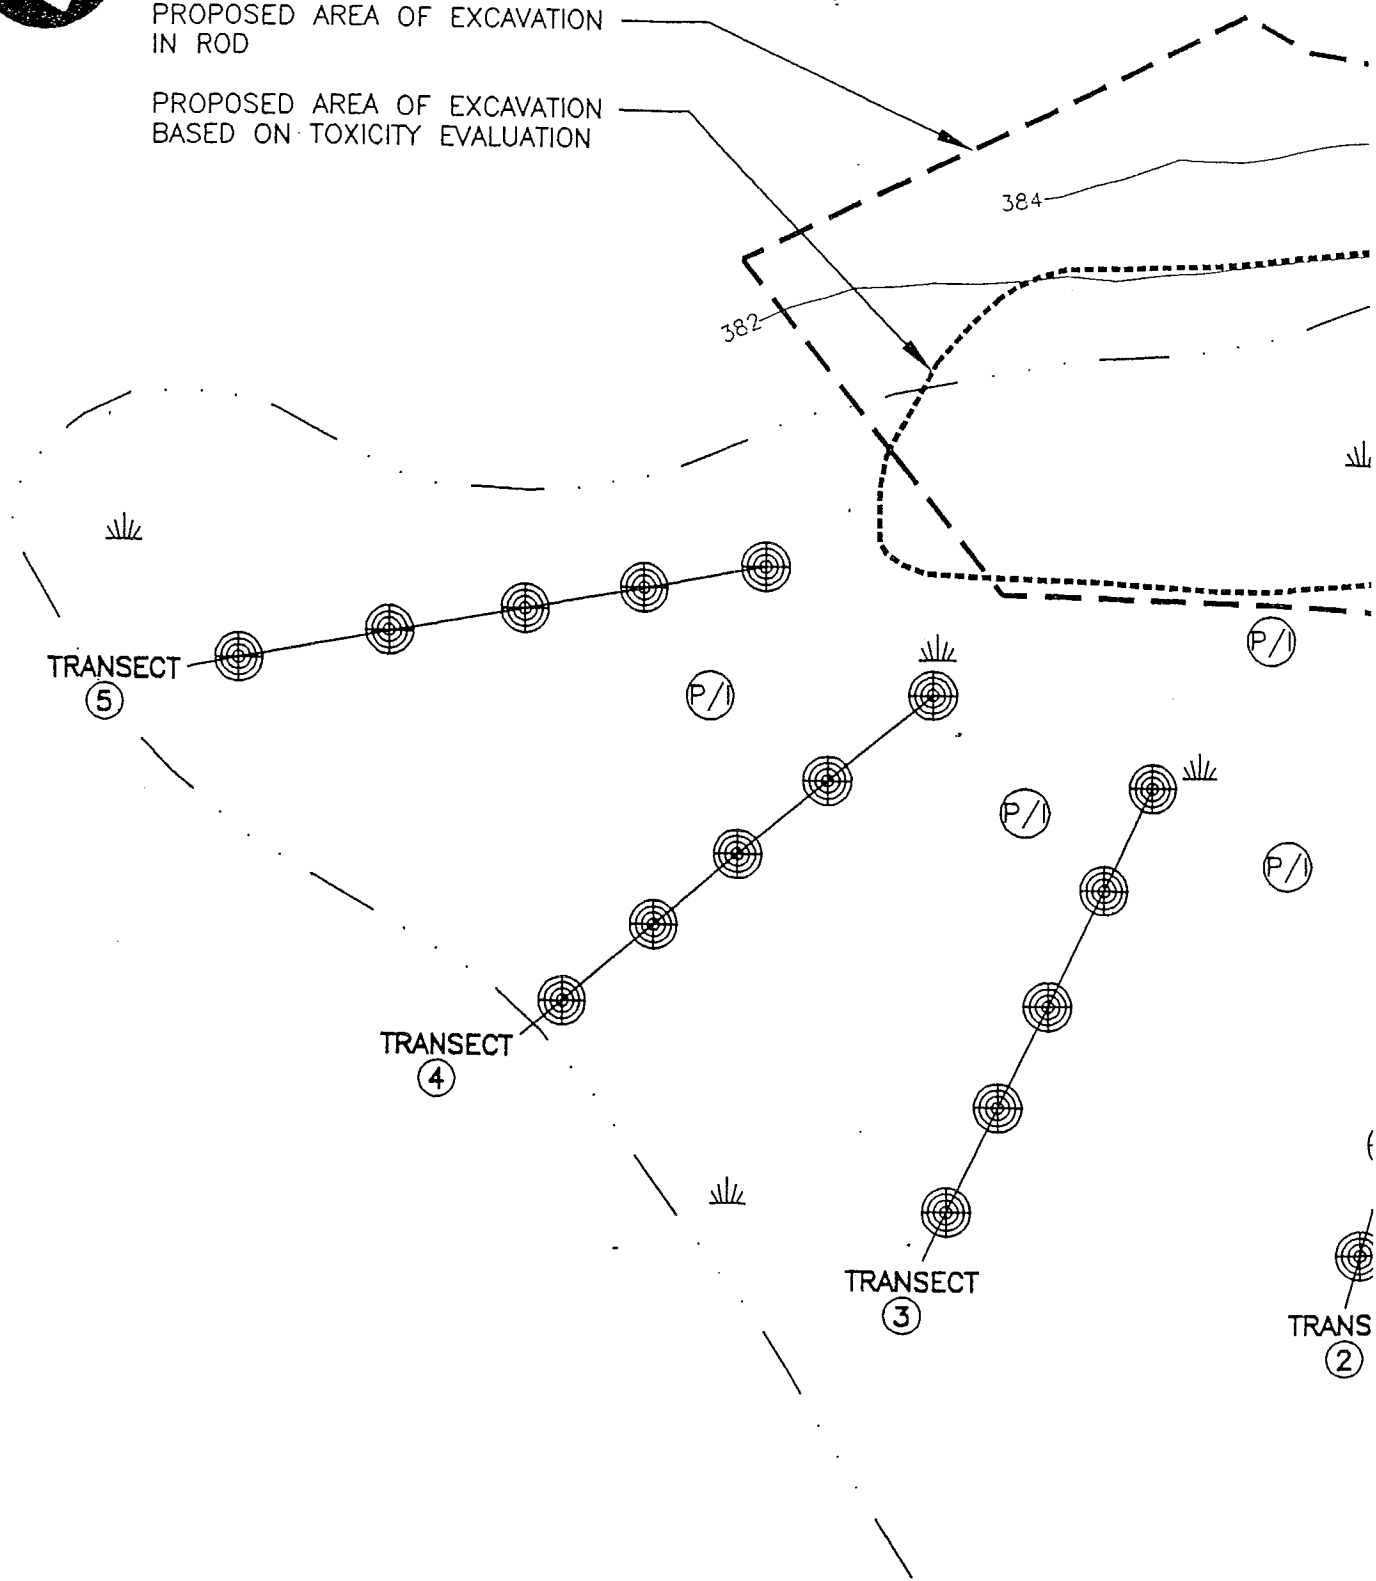 PROPOSED AREA OF EXCAVATION
IN ROD
PROPOSED AREA OF EXCAVATION
BASED ON TOXICITY EVALUATION
384
382
TRANSECT
5
P/I
P/I
P/I
P/I
TRANSECT
4
TRANSECT
3
TRANS
2